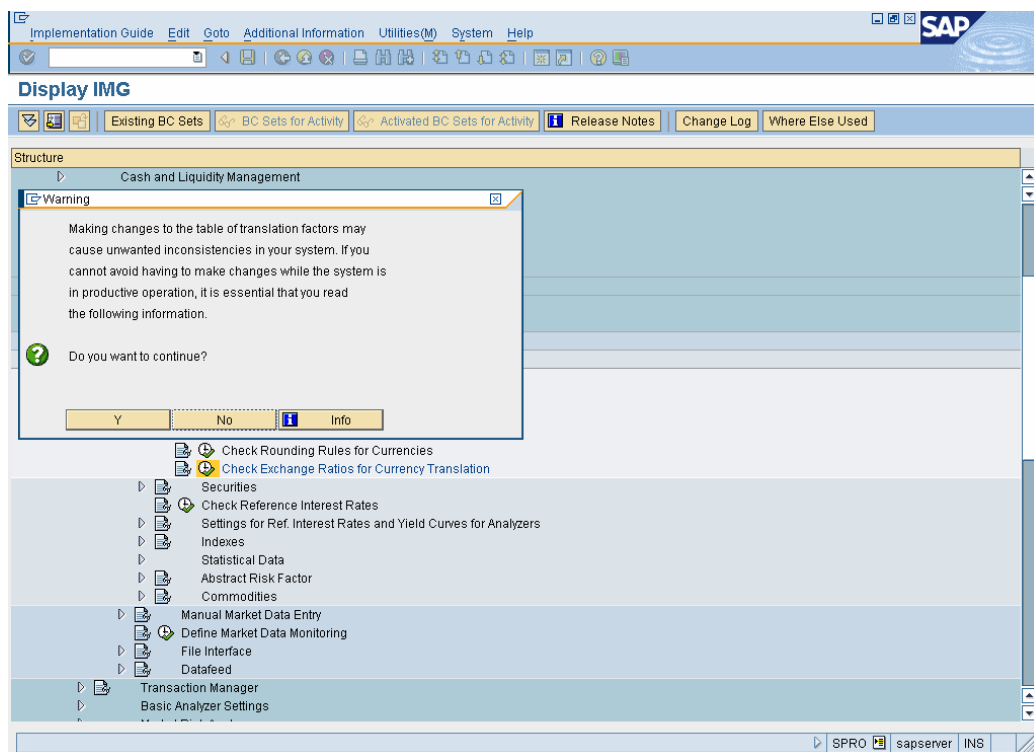 Implementation Guide Edit Goto Additional Information Utilities(M) System Help
SAP
Display IMG
Existing BC Sets BC Sets for Activity Activated BC Sets for Activity Release Notes Change Log Where Else Used
Structure
Cash and Liquidity Management
Warning
Making changes to the table of translation factors may
cause unwanted inconsistencies in your system. If you
cannot avoid having to make changes while the system is
in productive operation, it is essential that you read
the following information.
Do you want to continue?
Y No Info
Check Rounding Rules for Currencies
Check Exchange Ratios for Currency Translation
Securities
Check Reference Interest Rates
Settings for Ref. Interest Rates and Yield Curves for Analyzers
Indexes
Statistical Data
Abstract Risk Factor
Commodities
Manual Market Data Entry
Define Market Data Monitoring
File Interface
Datafeed
Transaction Manager
Basic Analyzer Settings
SPRO sapserver INS